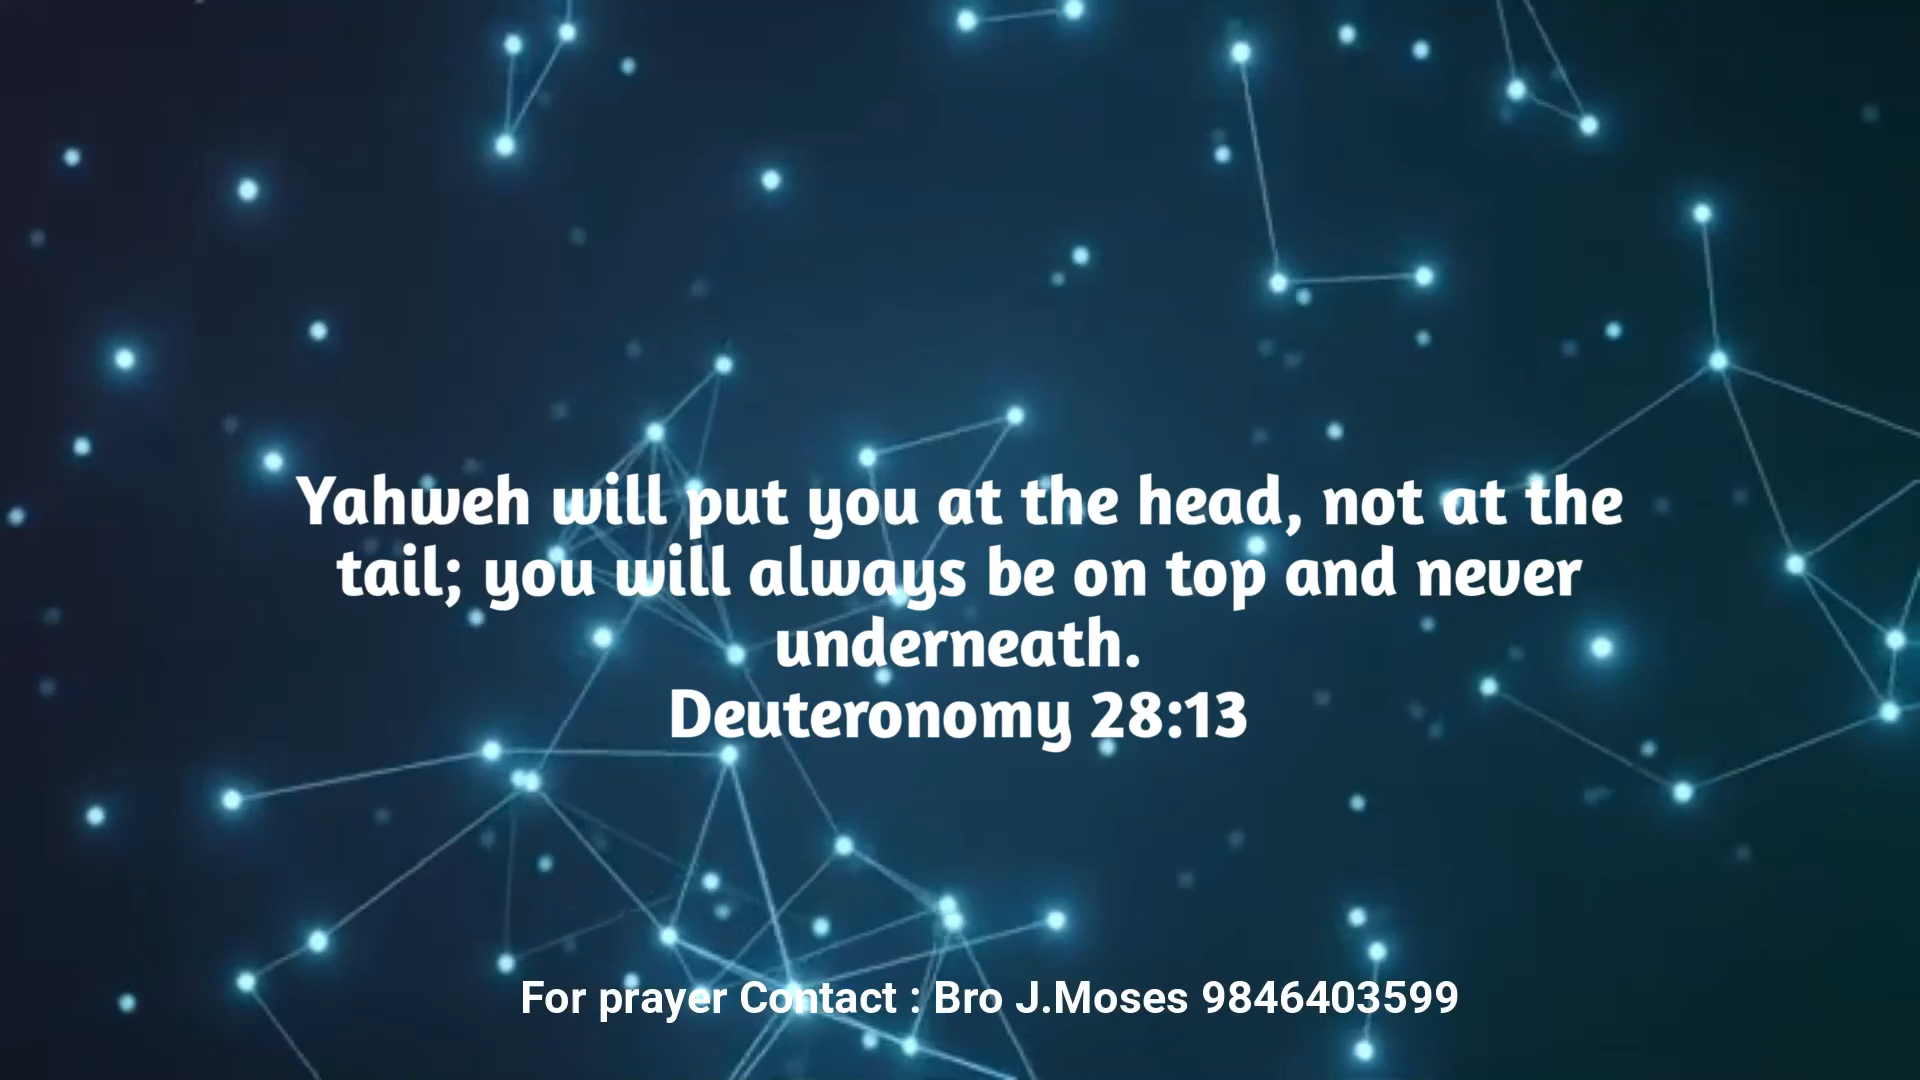 Yahweh will put you at the head, not at the
tail; you will always be on top and never
underneath.
Deuteronomy 28:13
For prayer Contact : Bro J.Moses 9846403599